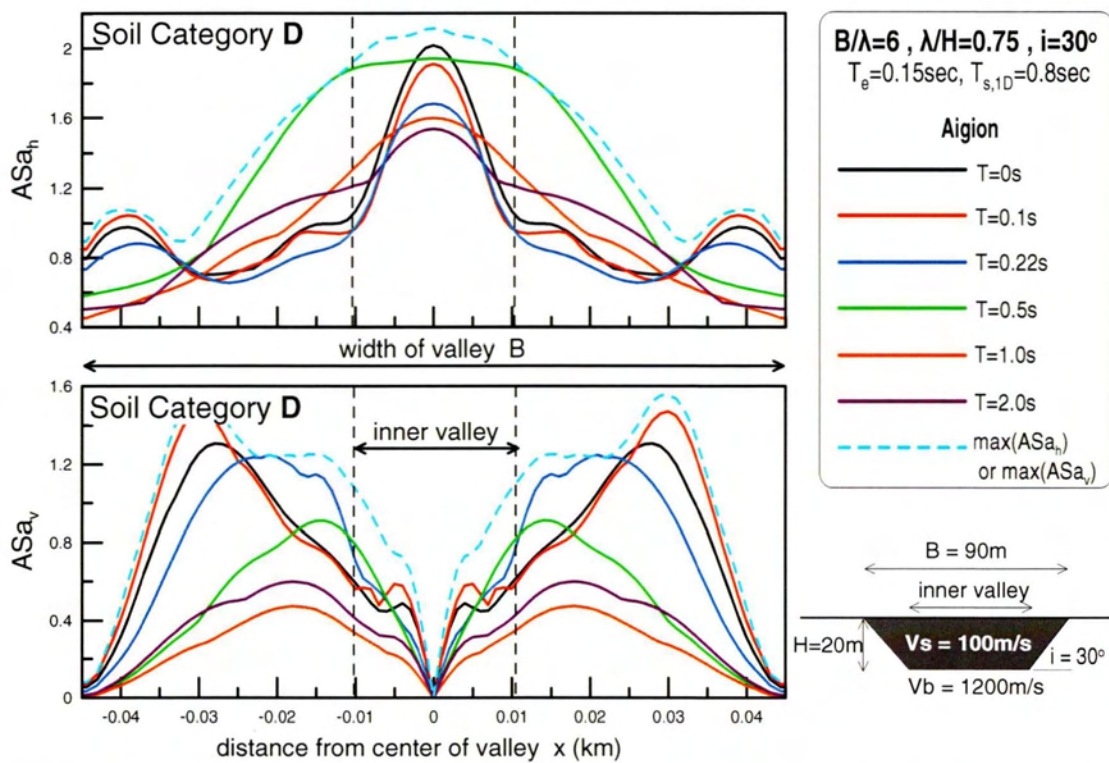 Soil Category D
ASa_h
2
1.6
1.2
0.8
0.4
width of valley B
Soil Category D
inner valley
ASa_v
1.6
1.2
0.8
0.4
0
-0.04 -0.03 -0.02 -0.01 0 0.01 0.02 0.03 0.04
distance from center of valley x (km)
B/λ=6 , λ/H=0.75 , i=30º
T_e=0.15sec, T_s,1D=0.8sec
Aigion
T=0s
T=0.1s
T=0.22s
T=0.5s
T=1.0s
T=2.0s
max(ASa_h)
or max(ASa_v)
B = 90m
inner valley
H=20m
Vs = 100m/s
i = 30º
Vb = 1200m/s